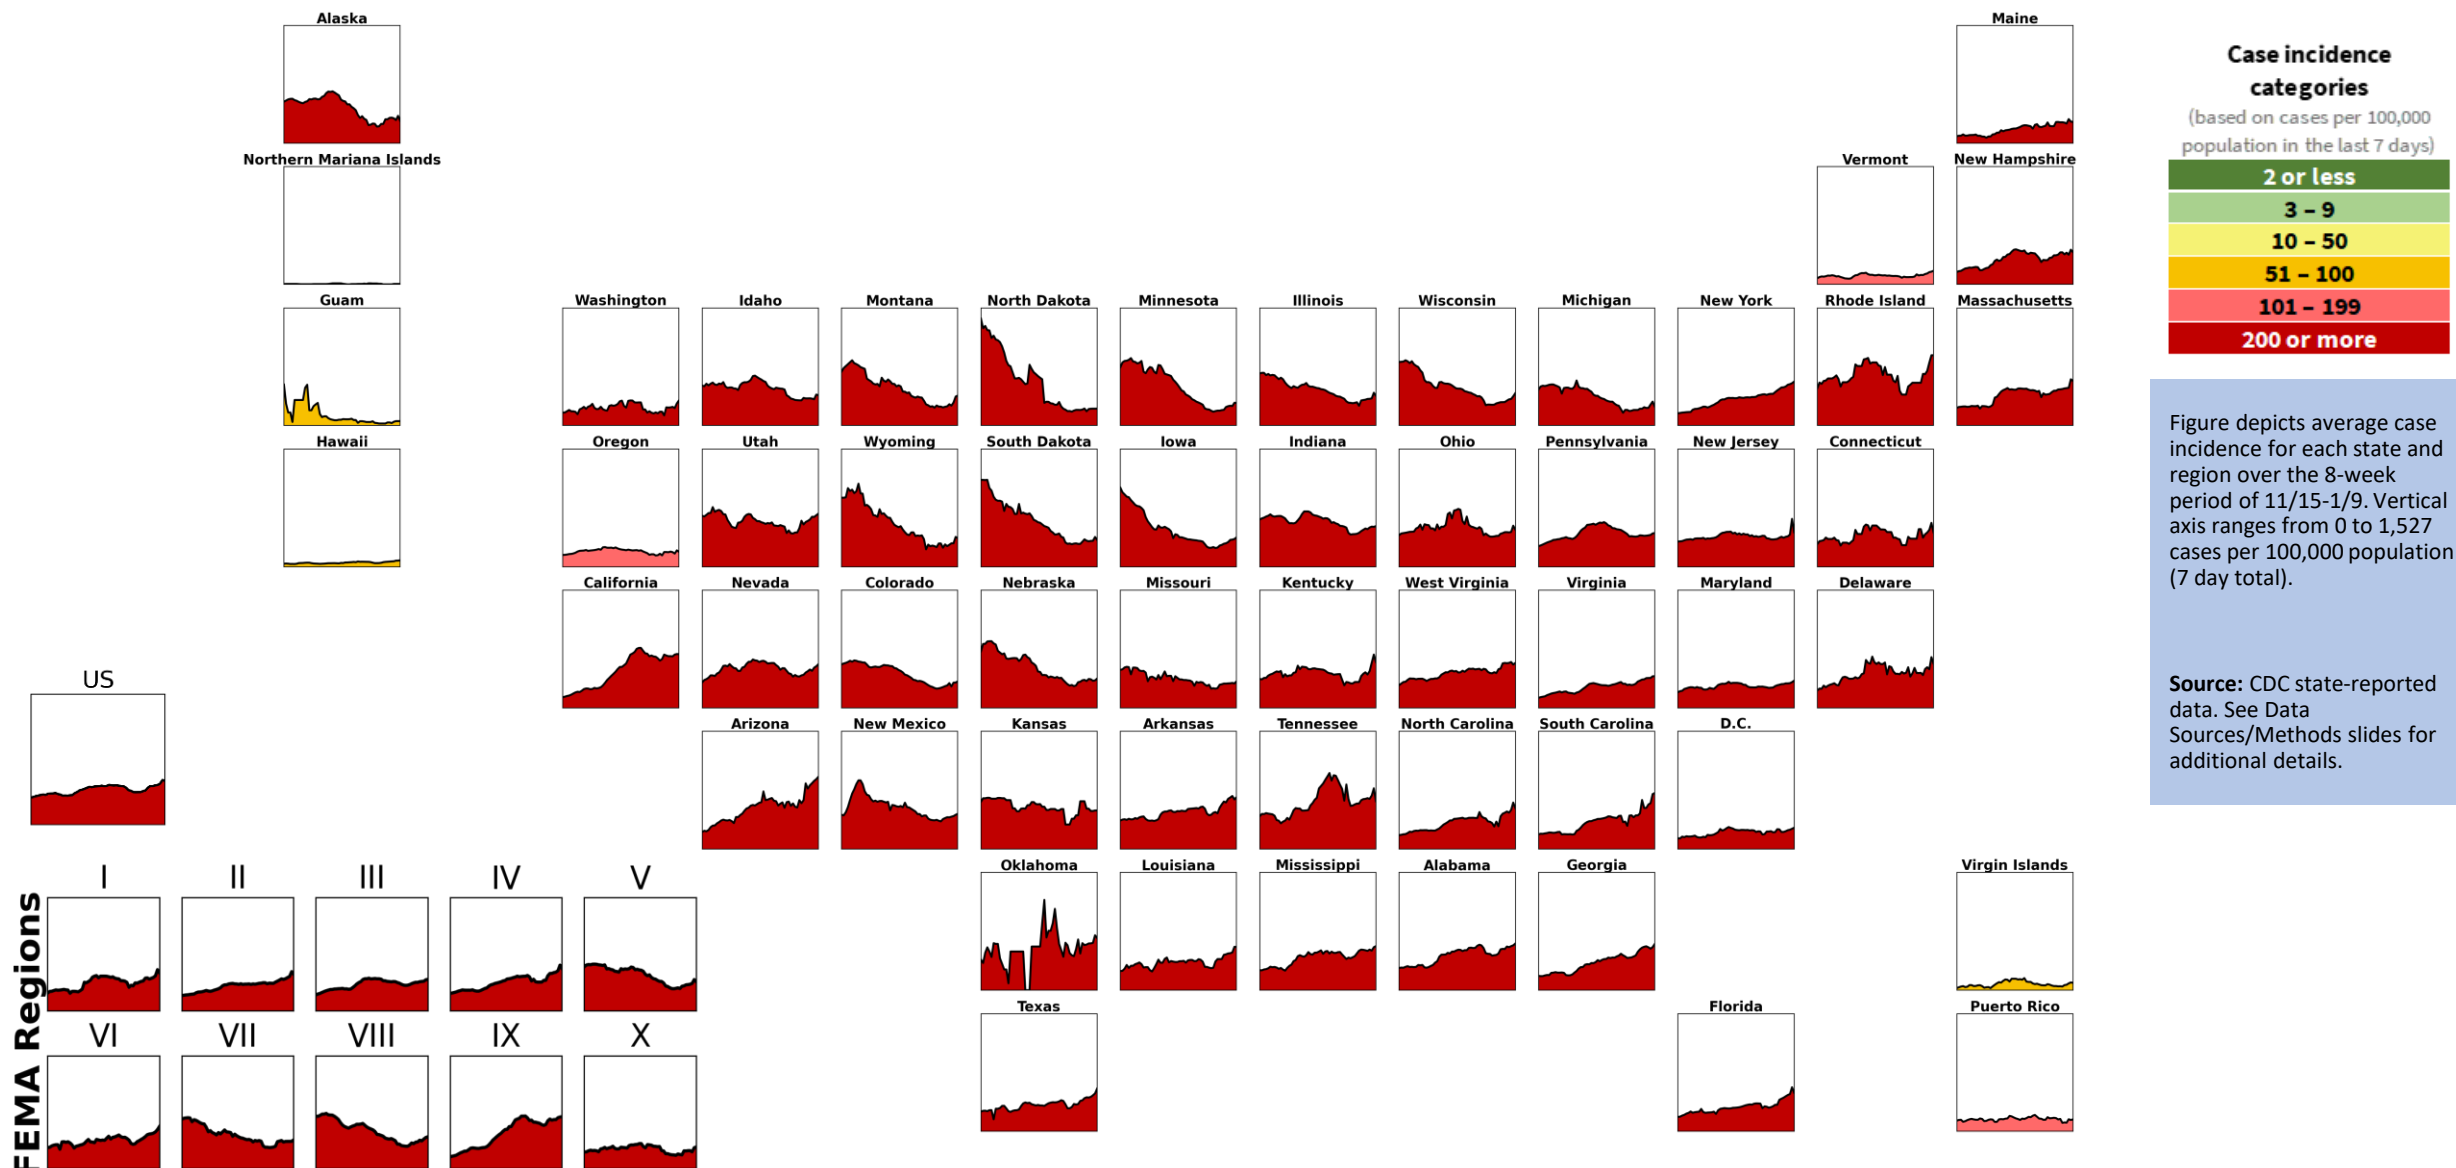 Alaska
Maine
Northern Mariana Islands
Vermont
New Hampshire
Guam
Washington
Idaho
Montana
North Dakota
Minnesota
Illinois
Wisconsin
Michigan
New York
Rhode Island
Massachusetts
Hawaii
Oregon
Utah
Wyoming
South Dakota
Iowa
Indiana
Ohio
Pennsylvania
New Jersey
Connecticut
California
Nevada
Colorado
Nebraska
Missouri
Kentucky
West Virginia
Virginia
Maryland
Delaware
US
Arizona
New Mexico
Kansas
Arkansas
Tennessee
North Carolina
South Carolina
D.C.
Oklahoma
Louisiana
Mississippi
Alabama
Georgia
Virgin Islands
Texas
Florida
Puerto Rico
FEMA Regions
I
II
III
IV
V
VI
VII
VIII
IX
X
Case incidence
categories
(based on cases per 100,000
population in the last 7 days)
2 or less
3 – 9
10 – 50
51 – 100
101 – 199
200 or more
Figure depicts average case
incidence for each state and
region over the 8-week
period of 11/15-1/9. Vertical
axis ranges from 0 to 1,527
cases per 100,000 population
(7 day total).
Source: CDC state-reported
data. See Data
Sources/Methods slides for
additional details.